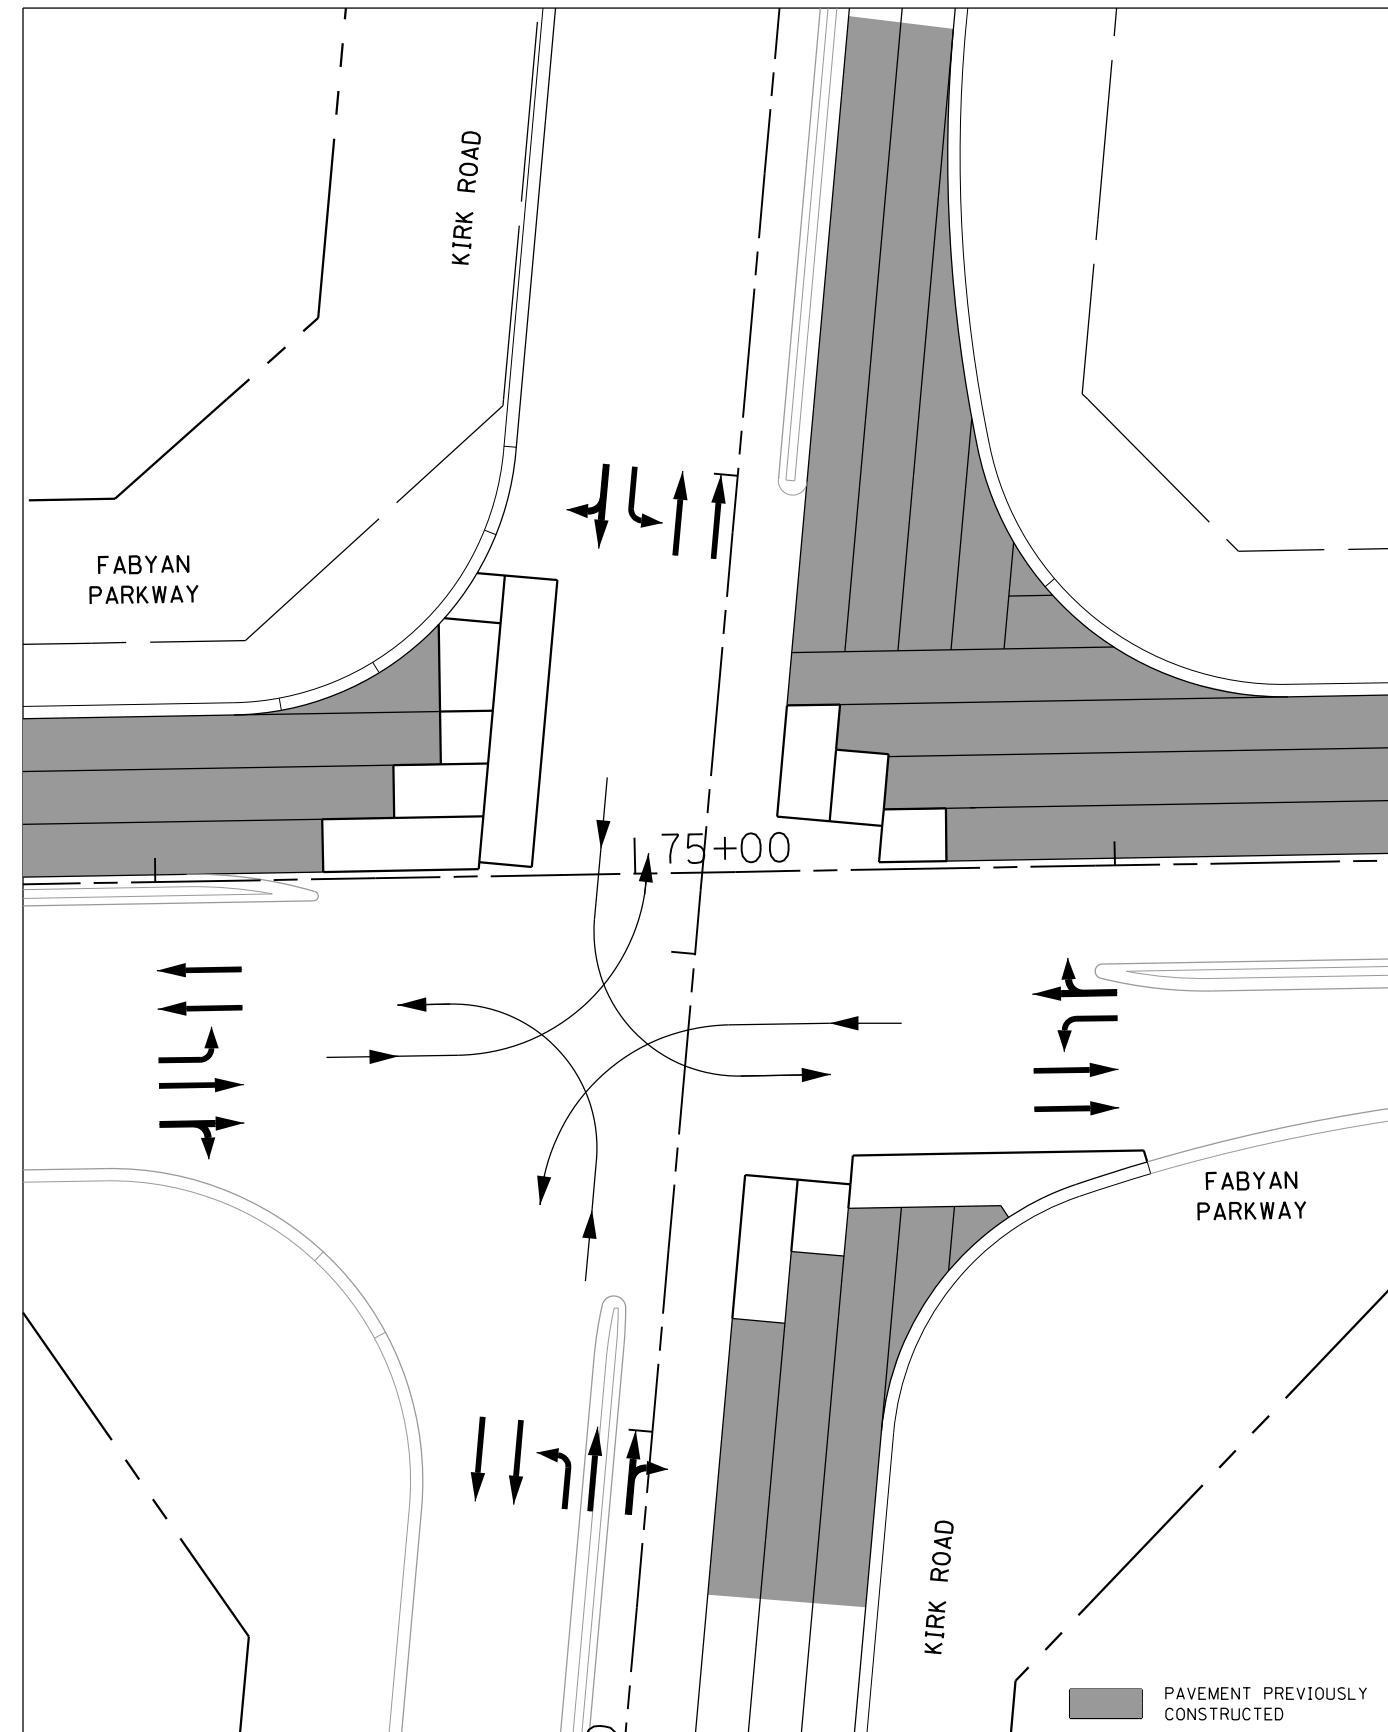 KIRK ROAD
FABYAN
PARKWAY
75+00
FABYAN
PARKWAY
KIRK ROAD
PAVEMENT PREVIOUSLY
CONSTRUCTED